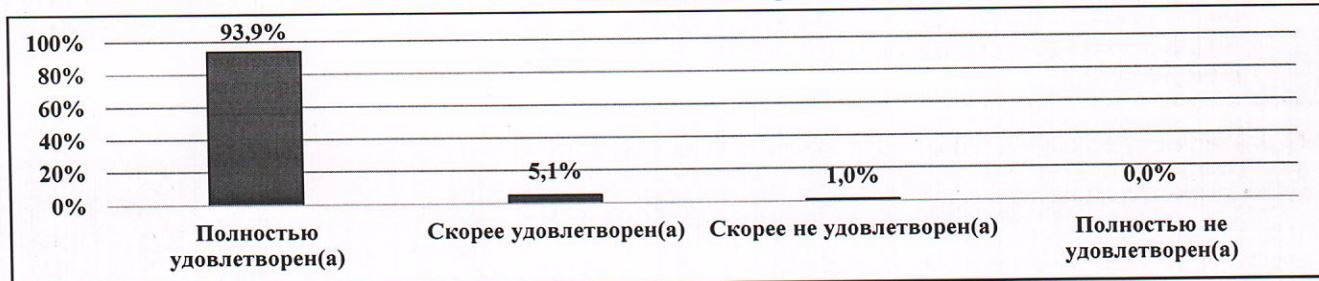 93,9%
100%
80%
60%
40%
20%
0%
5,1%
1,0%
0,0%
Полностью
удовлетворен(а)
Скорее удовлетворен(а)
Скорее не удовлетворен(а)
Полностью не
удовлетворен(а)